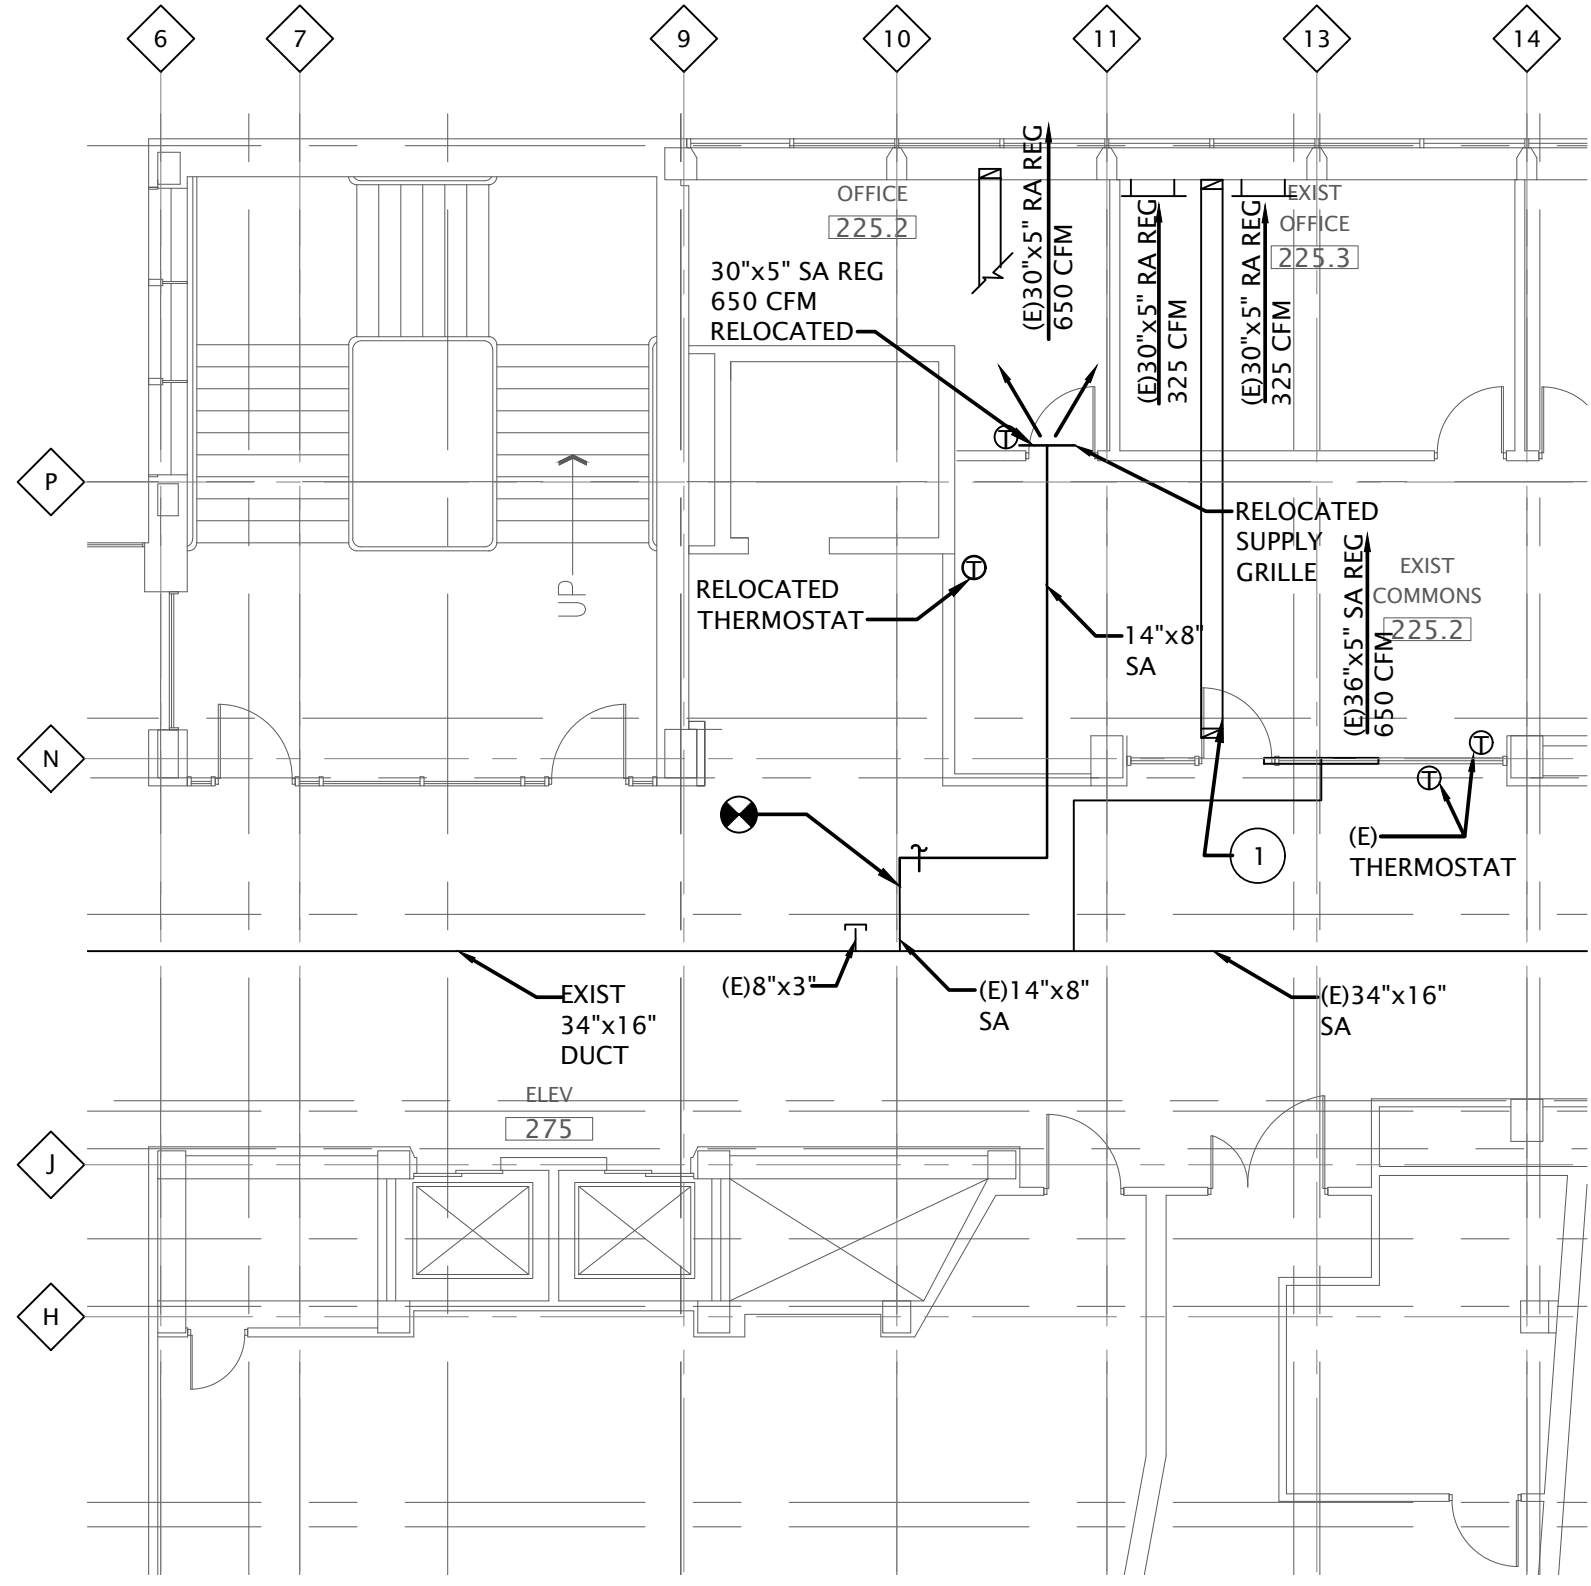 6
7
9
10
11
13
14
OFFICE
225.2
(E)30"x5" RA REG
650 CFM
(E)30"x5" RA REG
325 CFM
(E)30"x5" RA REG
325 CFM
EXIST
OFFICE
225.3
30"x5" SA REG
650 CFM
RELOCATED
T
P
UP
RELOCATED
SUPPLY
GRILLE
RELOCATED
THERMOSTAT
T
14"x8"
SA
(E)36"x5" SA REG
650 CFM
EXIST
COMMONS
225.2
N
T
T
1
(E)
THERMOSTAT
(E)8"x3"
(E)14"x8"
SA
(E)34"x16"
SA
EXIST
34"x16"
DUCT
ELEV
275
J
H